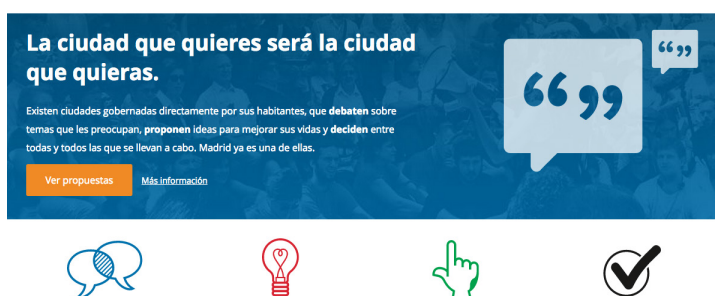 La ciudad que quieres será la ciudad
que quieras.
Existen ciudades gobernadas directamente por sus habitantes, que debaten sobre
temas que les preocupan, proponen ideas para mejorar sus vidas y deciden entre
todas y todos las que se llevan a cabo. Madrid ya es una de ellas.
Ver propuestas
Más información